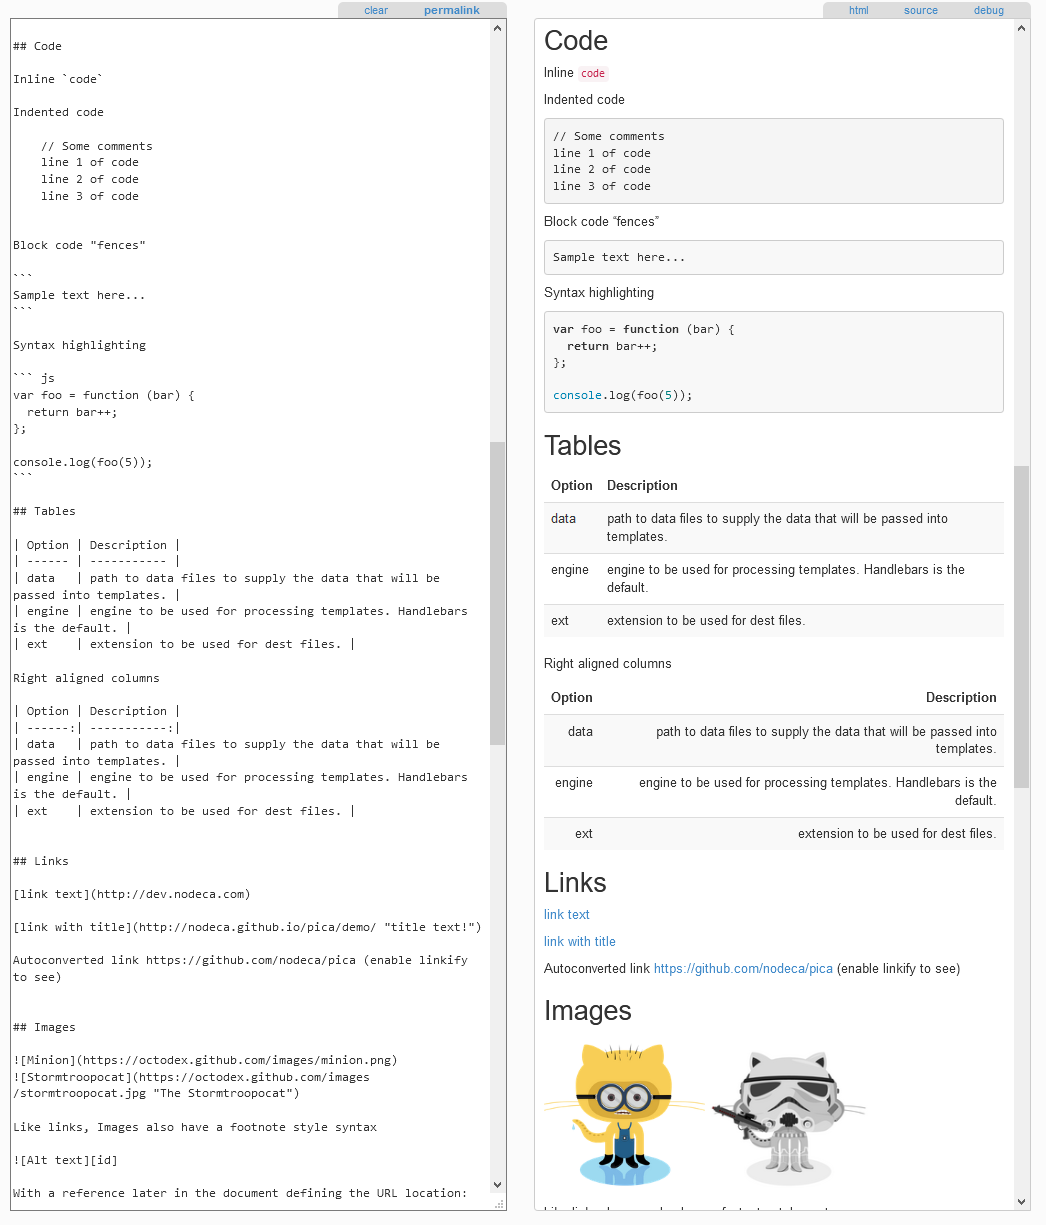 clear permalink
## Code
Inline `code`
Indented code
    // Some comments
    line 1 of code
    line 2 of code
    line 3 of code
Block code "fences"
```
Sample text here...
```
Syntax highlighting
``` js
var foo = function (bar) {
  return bar++;
};
console.log(foo(5));
```
## Tables
| Option | Description |
| ------ | ----------- |
| data   | path to data files to supply the data that will be
passed into templates. |
| engine | engine to be used for processing templates. Handlebars
is the default. |
| ext    | extension to be used for dest files. |
Right aligned columns
| Option | Description |
| ------:| -----------:|
| data   | path to data files to supply the data that will be
passed into templates. |
| engine | engine to be used for processing templates. Handlebars
is the default. |
| ext    | extension to be used for dest files. |
## Links
[link text](http://dev.nodeca.com)
[link with title](http://nodeca.github.io/pica/demo/ "title text!")
Autoconverted link https://github.com/nodeca/pica (enable linkify
to see)
## Images
![Minion](https://octodex.github.com/images/minion.png)
![Stormtroopocat](https://octodex.github.com/images
/stormtroopocat.jpg "The Stormtroopocat")
Like links, Images also have a footnote style syntax
![Alt text][id]
With a reference later in the document defining the URL location:
html source debug
Code
Inline code
Indented code
// Some comments
line 1 of code
line 2 of code
line 3 of code
Block code “fences”
Sample text here...
Syntax highlighting
var foo = function (bar) {
  return bar++;
};
console.log(foo(5));
Tables
Option Description
data path to data files to supply the data that will be passed into
templates.
engine engine to be used for processing templates. Handlebars is the
default.
ext extension to be used for dest files.
Right aligned columns
Option Description
data path to data files to supply the data that will be passed into
templates.
engine engine to be used for processing templates. Handlebars is the
default.
ext extension to be used for dest files.
Links
link text
link with title
Autoconverted link https://github.com/nodeca/pica (enable linkify to see)
Images